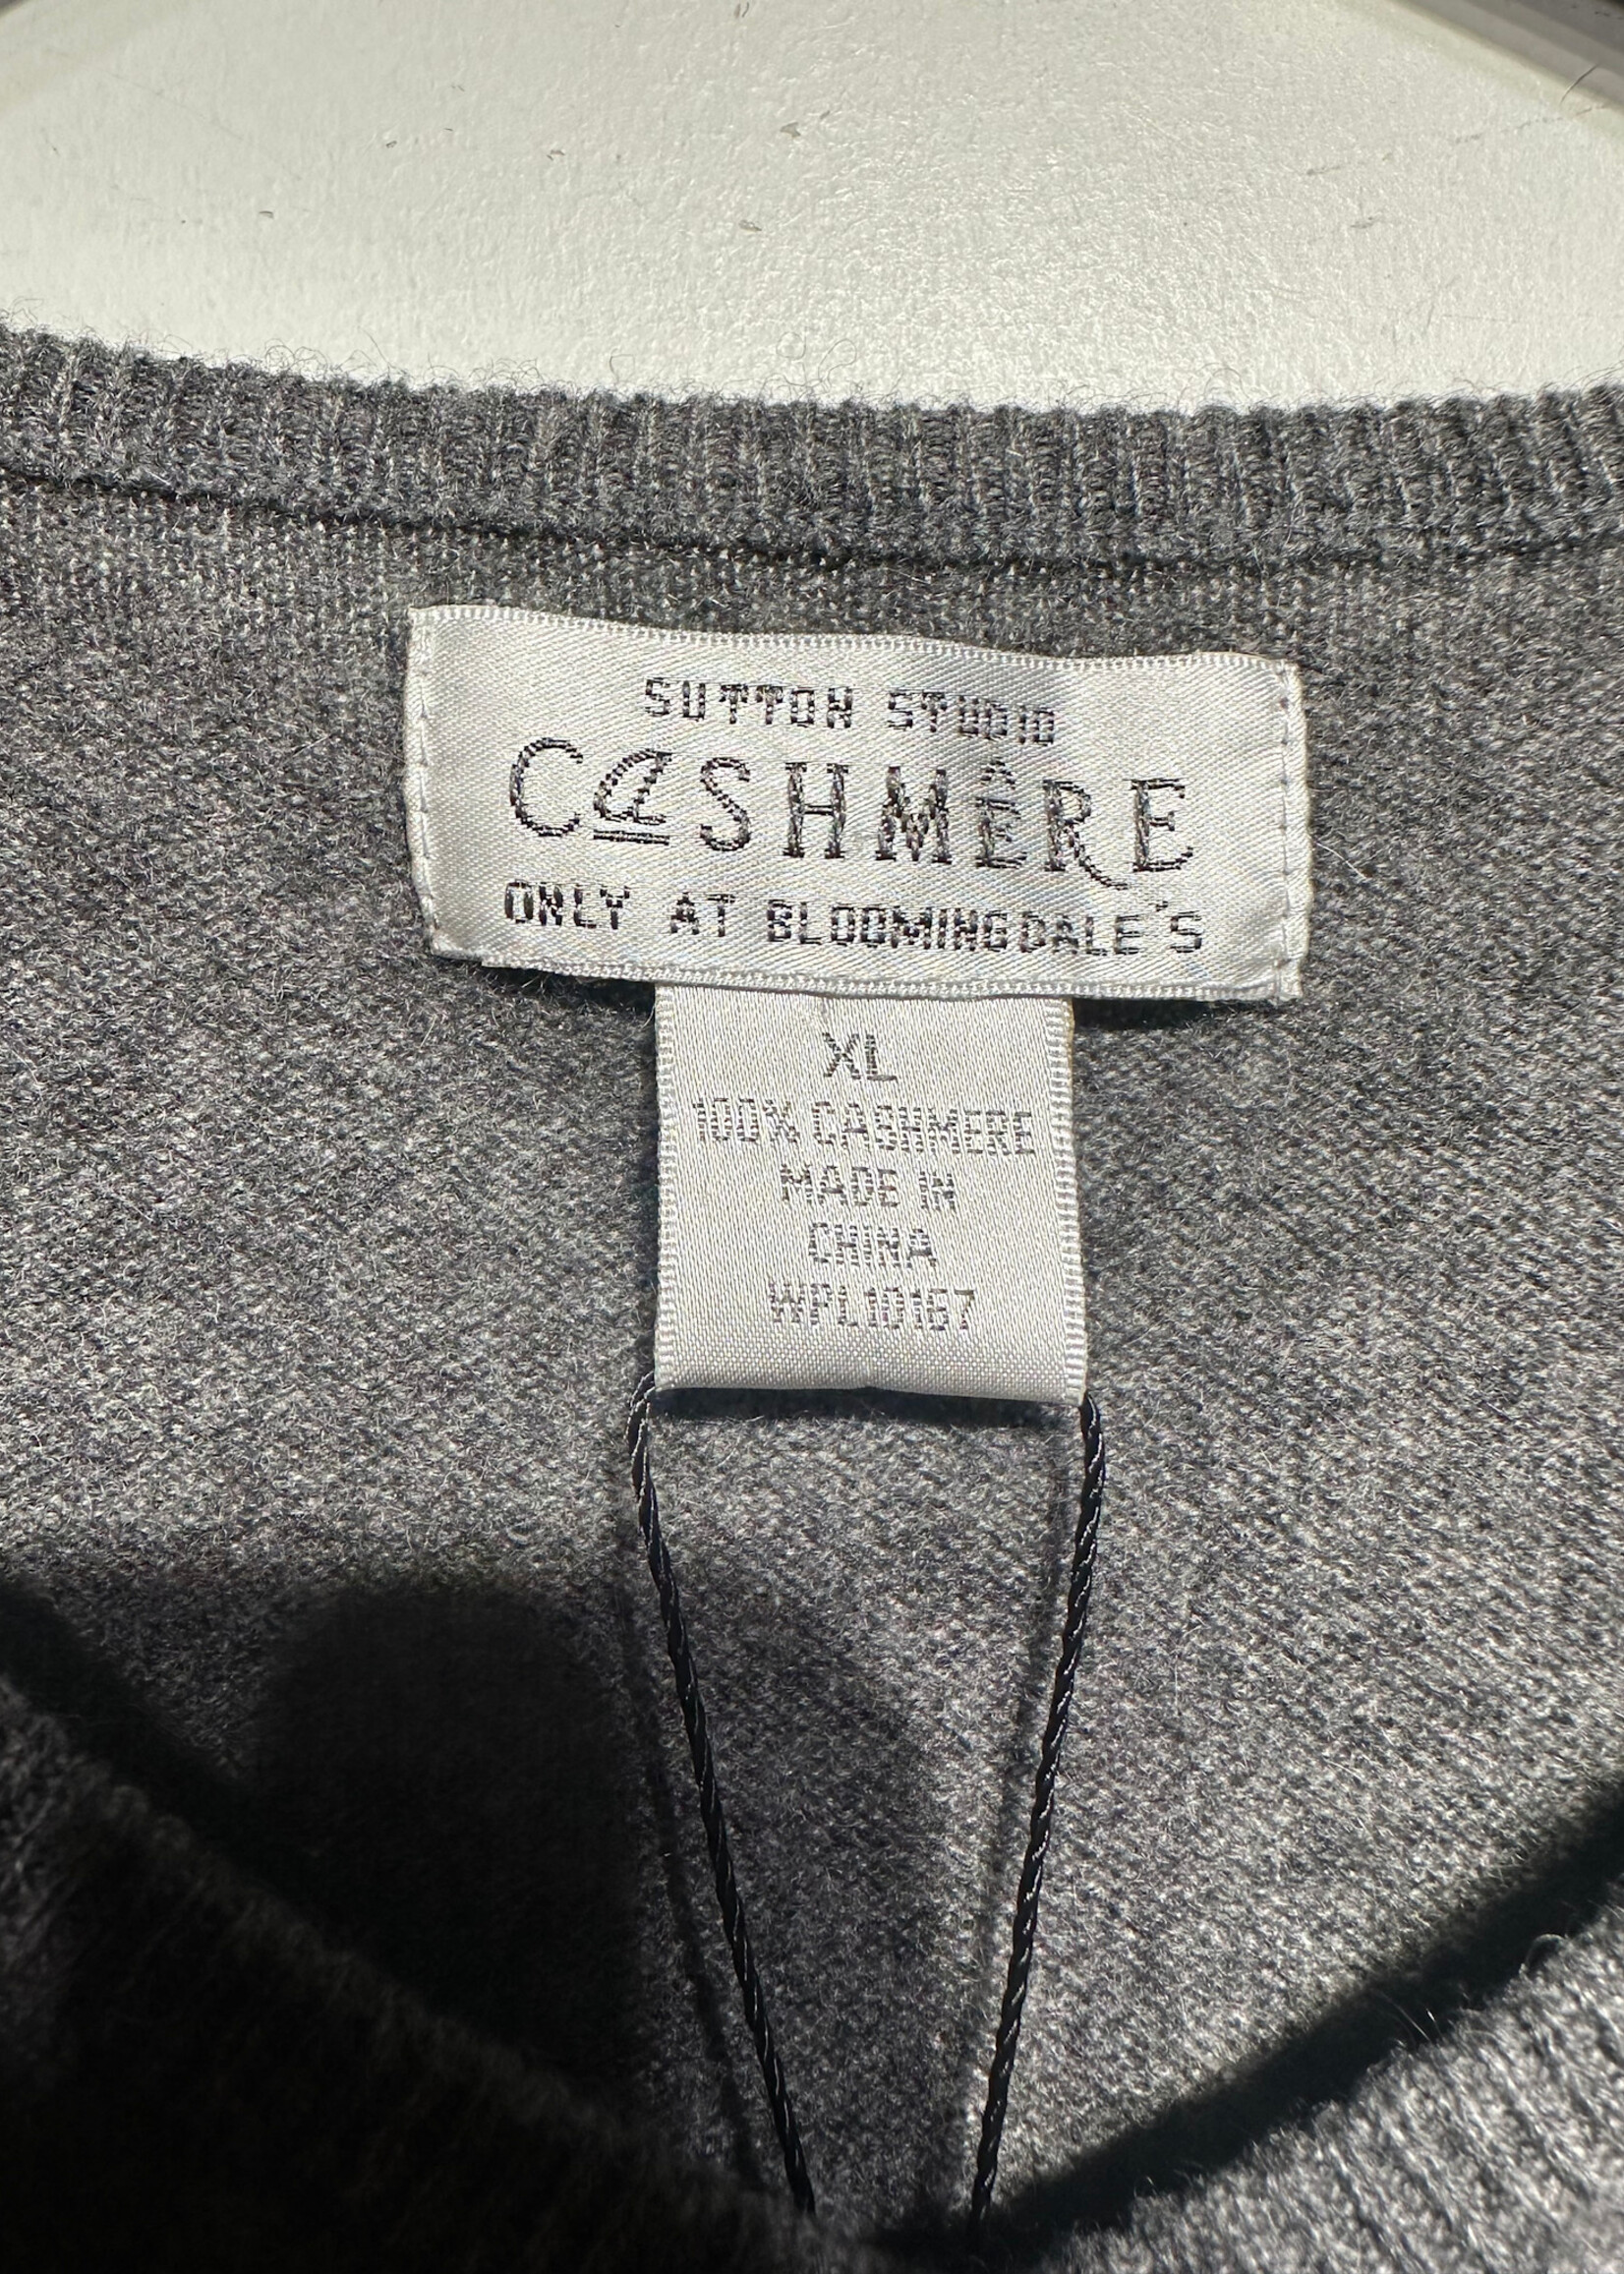 SUTTON STUDIO
CaSHMÊRE
ONLY AT BLOOMINGDALE'S
XL
100% CASHMERE
MADE IN
CHINA
WPL10167